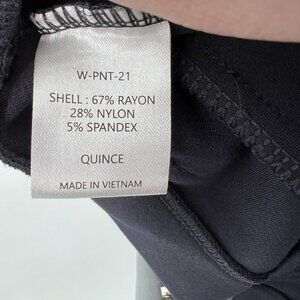 W-PNT-21
SHELL : 67% RAYON
28% NYLON
5% SPANDEX
QUINCE
MADE IN VIETNAM